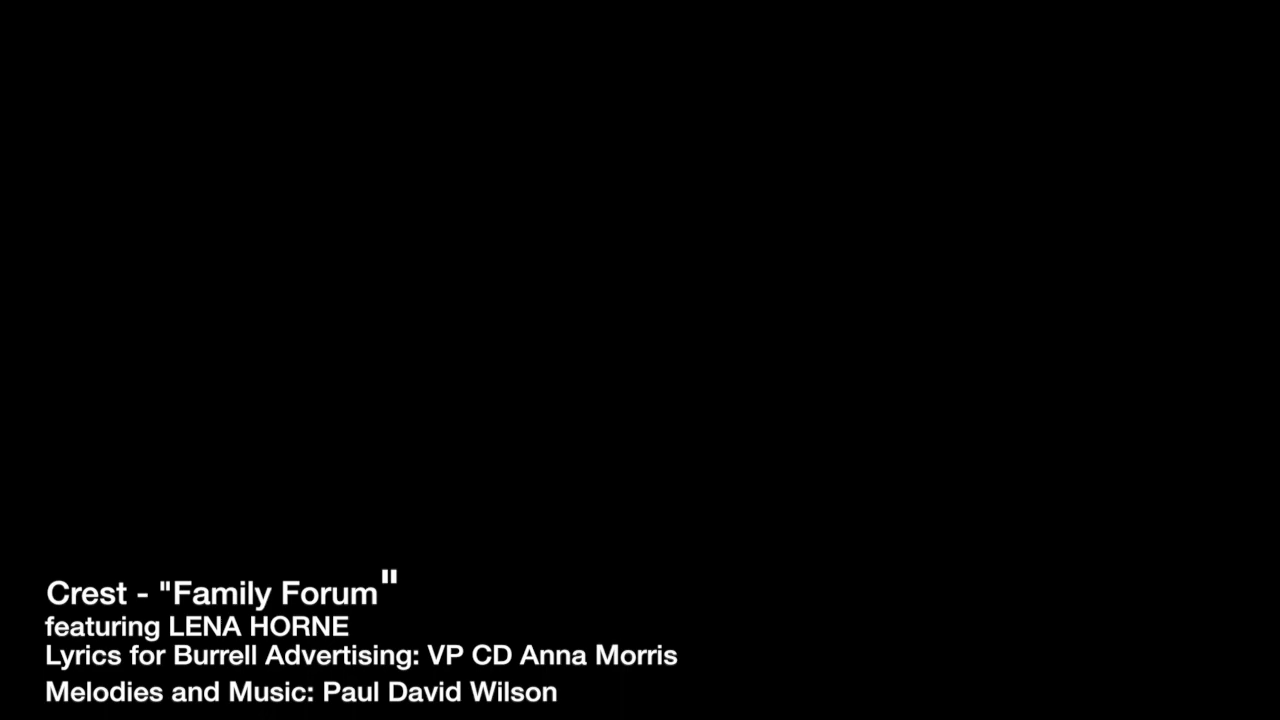 Crest - "Family Forum"
featuring LENA HORNE
Lyrics for Burrell Advertising: VP CD Anna Morris
Melodies and Music: Paul David Wilson